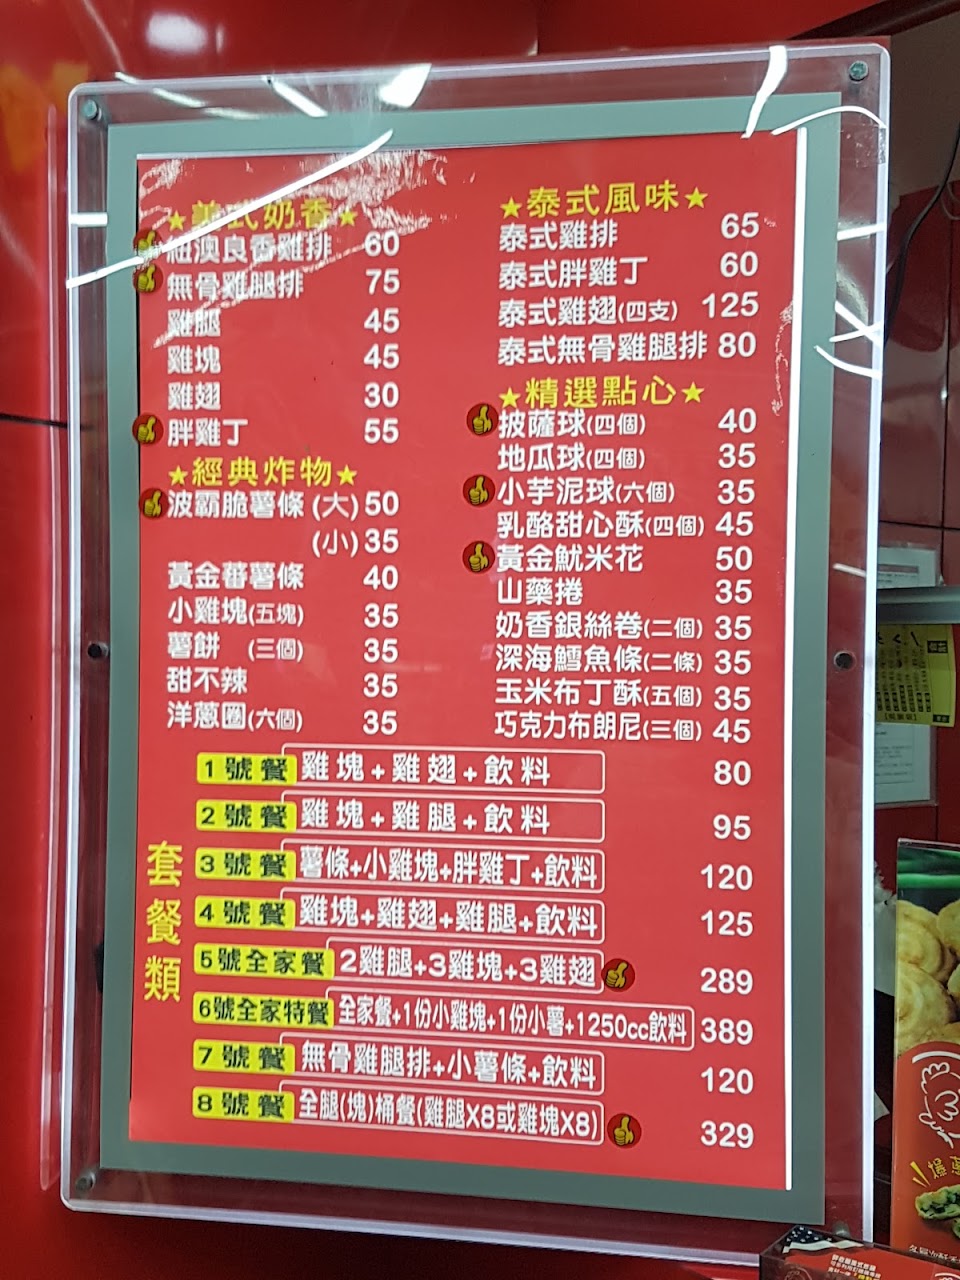 ★美式奶香★
紐澳良香雞排 60
無骨雞腿排 75
雞腿 45
雞塊 45
雞翅 30
胖雞丁 55
★經典炸物★
波霸脆薯條 (大) 50
(小) 35
黃金蕃薯條 40
小雞塊(五塊) 35
薯餅 (三個) 35
甜不辣 35
洋蔥圈(六個) 35
★泰式風味★
泰式雞排 65
泰式胖雞丁 60
泰式雞翅(四支) 125
泰式無骨雞腿排 80
★精選點心★
披薩球(四個) 40
地瓜球(四個) 35
小芋泥球(六個) 35
乳酪甜心酥(四個) 45
黃金魷米花 50
山藥捲 35
奶香銀絲卷(二個) 35
深海鱈魚條(二條) 35
玉米布丁酥(五個) 35
巧克力布朗尼(三個) 45
套餐類
1號餐 雞塊+雞翅+飲料 80
2號餐 雞塊+雞腿+飲料 95
3號餐 薯條+小雞塊+胖雞丁+飲料 120
4號餐 雞塊+雞翅+雞腿+飲料 125
5號全家餐 2雞腿+3雞塊+3雞翅 289
6號全家特餐 全家餐+1份小雞塊+1份小薯+1250cc飲料 389
7號餐 無骨雞腿排+小薯條+飲料 120
8號餐 全腿(塊)桶餐(雞腿X8或雞塊X8) 329